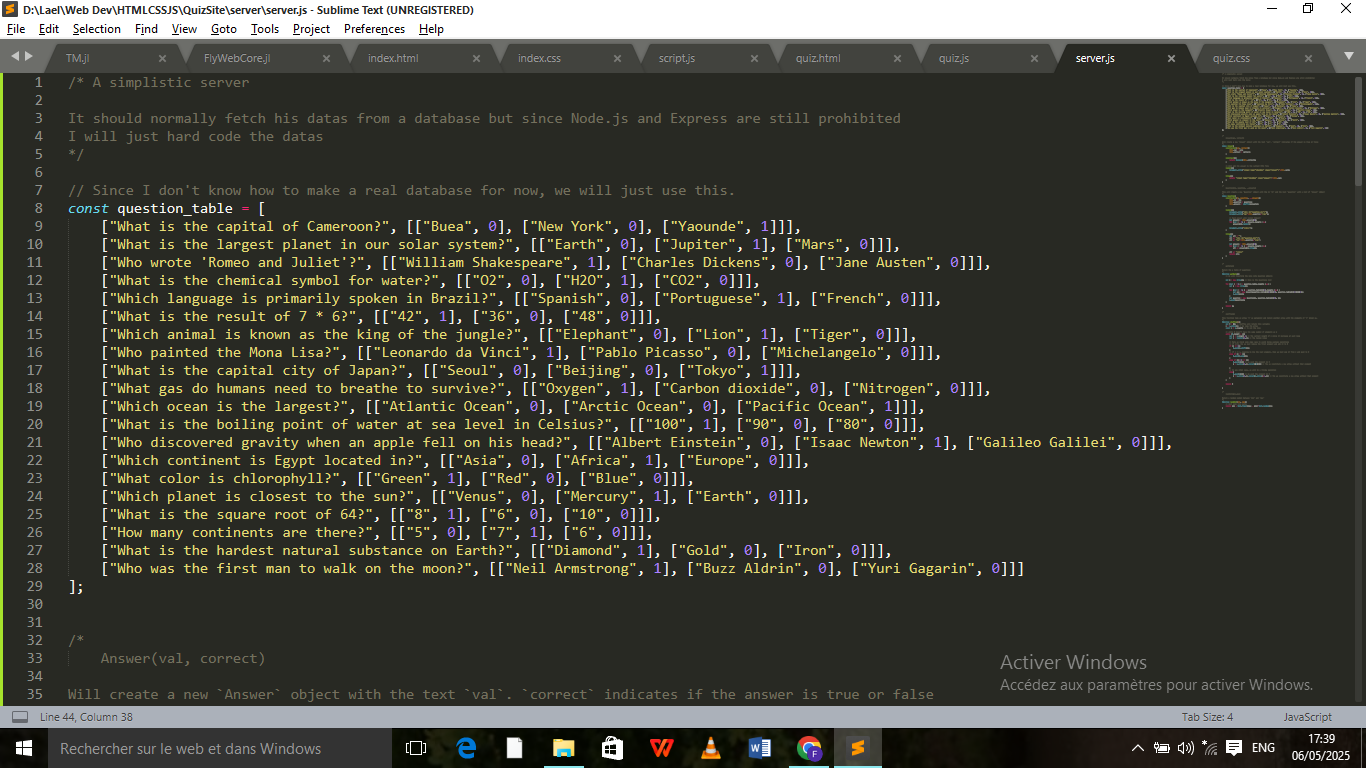 D:\Lael\Web Dev\HTMLCSSJS\QuizSite\server\server.js - Sublime Text (UNREGISTERED)
File Edit Selection Find View Goto Tools Project Preferences Help
TM.jl FlyWebCore.jl index.html index.css script.js quiz.html quiz.js server.js quiz.css
1 /* A simplistic server
2
3 It should normally fetch his datas from a database but since Node.js and Express are still prohibited
4 I will just hard code the datas
5 */
6
7 // Since I don't know how to make a real database for now, we will just use this.
8 const question_table = [
9 ["What is the capital of Cameroon?", [["Buea", 0], ["New York", 0], ["Yaounde", 1]]],
10 ["What is the largest planet in our solar system?", [["Earth", 0], ["Jupiter", 1], ["Mars", 0]]],
11 ["Who wrote 'Romeo and Juliet'?", [["William Shakespeare", 1], ["Charles Dickens", 0], ["Jane Austen", 0]]],
12 ["What is the chemical symbol for water?", [["O2", 0], ["H2O", 1], ["CO2", 0]]],
13 ["Which language is primarily spoken in Brazil?", [["Spanish", 0], ["Portuguese", 1], ["French", 0]]],
14 ["What is the result of 7 * 6?", [["42", 1], ["36", 0], ["48", 0]]],
15 ["Which animal is known as the king of the jungle?", [["Elephant", 0], ["Lion", 1], ["Tiger", 0]]],
16 ["Who painted the Mona Lisa?", [["Leonardo da Vinci", 1], ["Pablo Picasso", 0], ["Michelangelo", 0]]],
17 ["What is the capital city of Japan?", [["Seoul", 0], ["Beijing", 0], ["Tokyo", 1]]],
18 ["What gas do humans need to breathe to survive?", [["Oxygen", 1], ["Carbon dioxide", 0], ["Nitrogen", 0]]],
19 ["Which ocean is the largest?", [["Atlantic Ocean", 0], ["Arctic Ocean", 0], ["Pacific Ocean", 1]]],
20 ["What is the boiling point of water at sea level in Celsius?", [["100", 1], ["90", 0], ["80", 0]]],
21 ["Who discovered gravity when an apple fell on his head?", [["Albert Einstein", 0], ["Isaac Newton", 1], ["Galileo Galilei", 0]]],
22 ["Which continent is Egypt located in?", [["Asia", 0], ["Africa", 1], ["Europe", 0]]],
23 ["What color is chlorophyll?", [["Green", 1], ["Red", 0], ["Blue", 0]]],
24 ["Which planet is closest to the sun?", [["Venus", 0], ["Mercury", 1], ["Earth", 0]]],
25 ["What is the square root of 64?", [["8", 1], ["6", 0], ["10", 0]]],
26 ["How many continents are there?", [["5", 0], ["7", 1], ["6", 0]]],
27 ["What is the hardest natural substance on Earth?", [["Diamond", 1], ["Gold", 0], ["Iron", 0]]],
28 ["Who was the first man to walk on the moon?", [["Neil Armstrong", 1], ["Buzz Aldrin", 0], ["Yuri Gagarin", 0]]]
29 ];
30
31
32 /*
33 Answer(val, correct)
34
35 Will create a new `Answer` object with the text `val`. `correct` indicates if the answer is true or false
Activer Windows
Accédez aux paramètres pour activer Windows.
Line 44, Column 38 Tab Size: 4 JavaScript
Rechercher sur le web et dans Windows ENG 17:39
06/05/2025